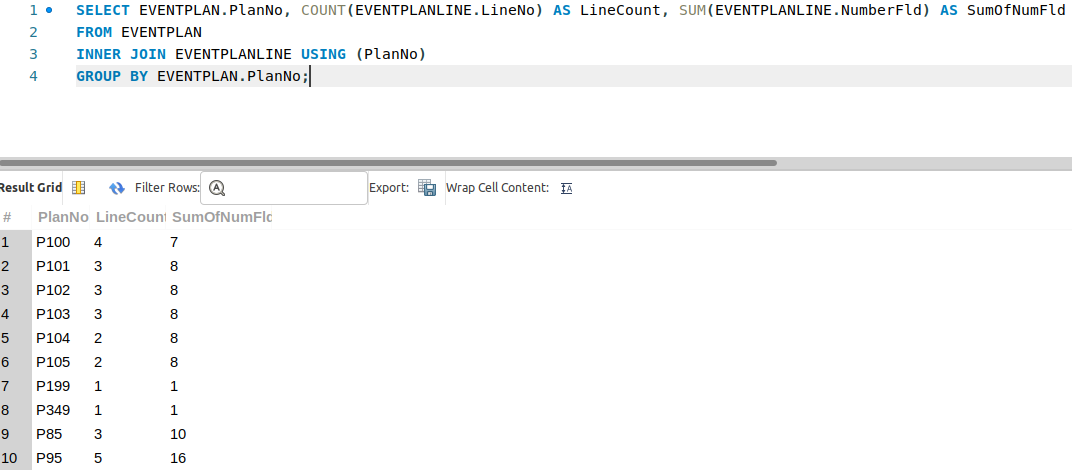 1 SELECT EVENTPLAN.PlanNo, COUNT(EVENTPLANLINE.LineNo) AS LineCount, SUM(EVENTPLANLINE.NumberFld) AS SumOfNumFld
2 FROM EVENTPLAN
3 INNER JOIN EVENTPLANLINE USING (PlanNo)
4 GROUP BY EVENTPLAN.PlanNo;
Result Grid Filter Rows: Export: Wrap Cell Content:
# PlanNo LineCount SumOfNumFld
1 P100 4 7
2 P101 3 8
3 P102 3 8
4 P103 3 8
5 P104 2 8
6 P105 2 8
7 P199 1 1
8 P349 1 1
9 P85 3 10
10 P95 5 16